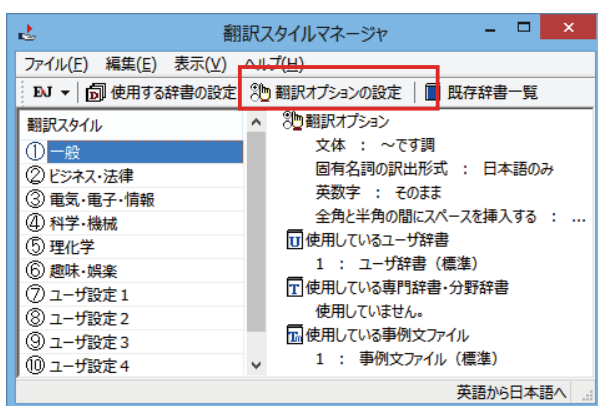 翻訳スタイルマネージャ
ファイル(F) 編集(E) 表示(V) ヘルプ(H)
EJ 使用する辞書の設定 翻訳オプションの設定 既存辞書一覧
翻訳スタイル
① 一般
② ビジネス・法律
③ 電気・電子・情報
④ 科学・機械
⑤ 理化学
⑥ 趣味・娯楽
⑦ ユーザ設定 1
⑧ ユーザ設定 2
⑨ ユーザ設定 3
⑩ ユーザ設定 4
翻訳オプション
文体 : ～です調
固有名詞の訳出形式 : 日本語のみ
英数字 : そのまま
全角と半角の間にスペースを挿入する : ...
U 使用しているユーザ辞書
1 : ユーザ辞書（標準）
T 使用している専門辞書・分野辞書
使用していません。
Tm 使用している事例文ファイル
1 : 事例文ファイル（標準）
英語から日本語へ